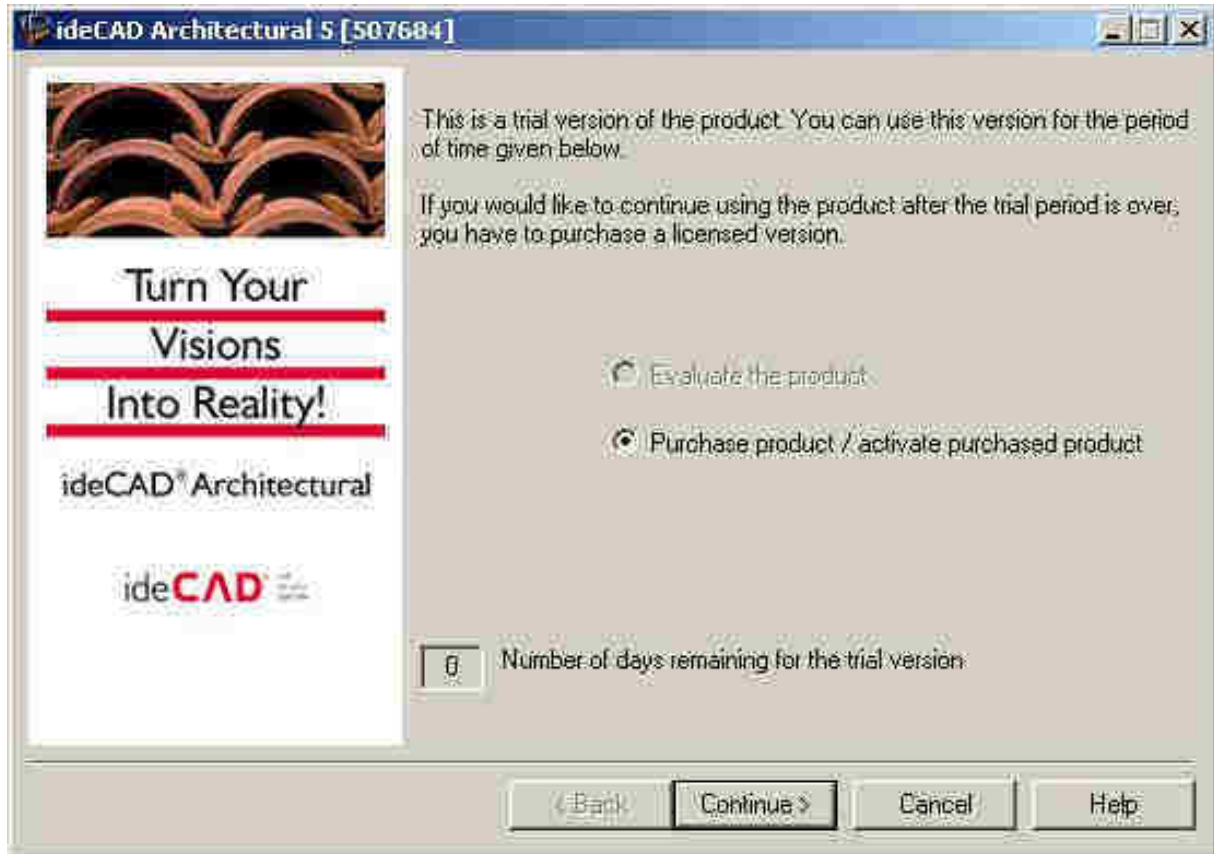 ideCAD Architectural 5 [507684]
This is a trial version of the product. You can use this version for the period
of time given below.
If you would like to continue using the product after the trial period is over,
you have to purchase a licensed version.
Turn Your
Visions
Into Reality!
ideCAD® Architectural
ideCAD
Evaluate the product
Purchase product / activate purchased product
0 Number of days remaining for the trial version
< Back Continue > Cancel Help